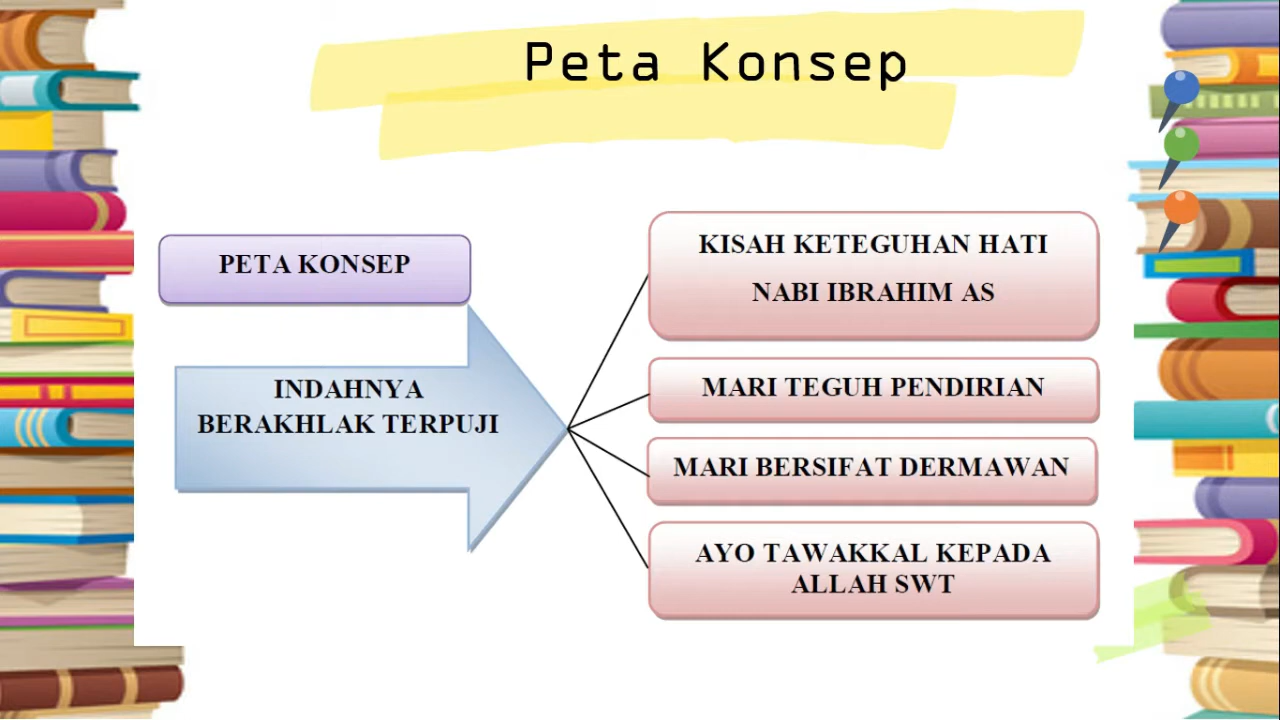 Peta Konsep
PETA KONSEP
INDAHNYA
BERAKHLAK TERPUJI
KISAH KETEGUHAN HATI
NABI IBRAHIM AS
MARI TEGUH PENDIRIAN
MARI BERSIFAT DERMAWAN
AYO TAWAKKAL KEPADA
ALLAH SWT